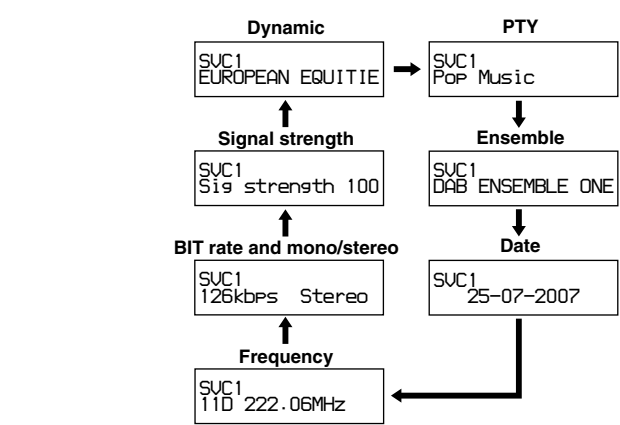 Dynamic
SVC1
EUROPEAN EQUITIE
PTY
SVC1
Pop Music
Signal strength
SVC1
Sig strength 100
Ensemble
SVC1
DAB ENSEMBLE ONE
BIT rate and mono/stereo
SVC1
126kbps Stereo
Date
SVC1
25-07-2007
Frequency
SVC1
11D 222.06MHz